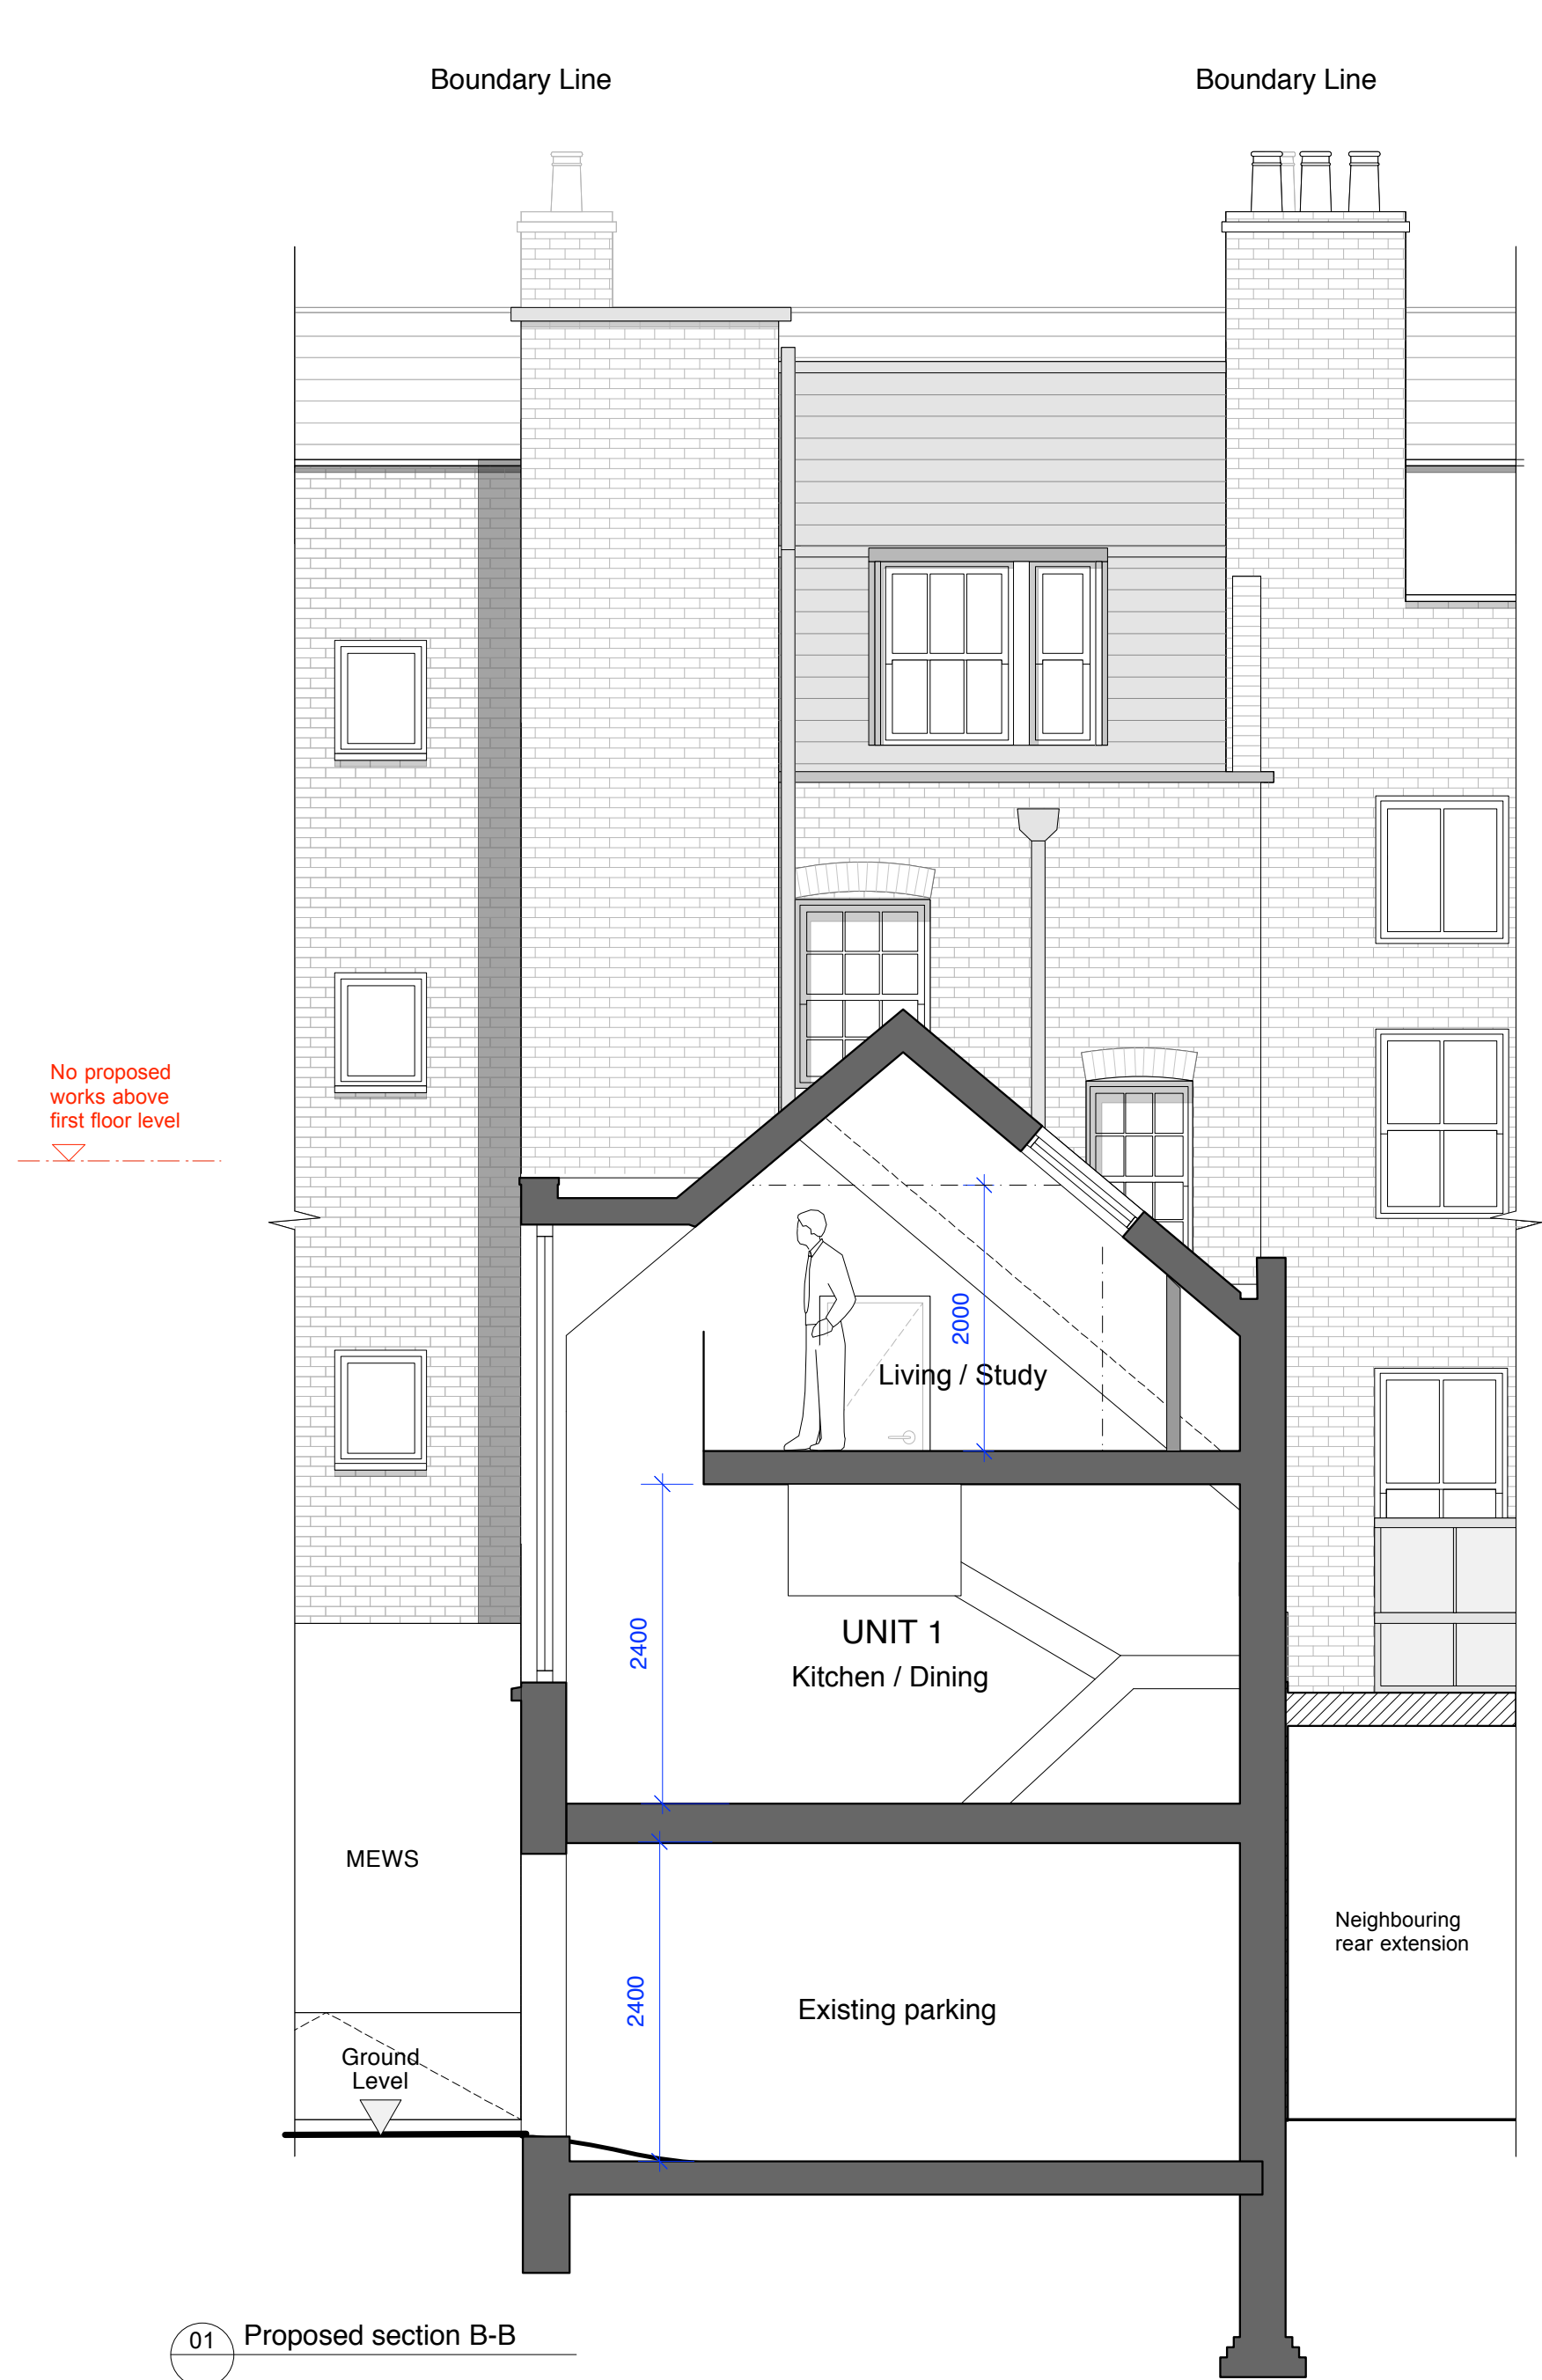 Boundary Line
Boundary Line
No proposed
works above
first floor level
2000
Living / Study
2400
UNIT 1
Kitchen / Dining
MEWS
Neighbouring
rear extension
2400
Existing parking
Ground
Level
01
Proposed section B-B